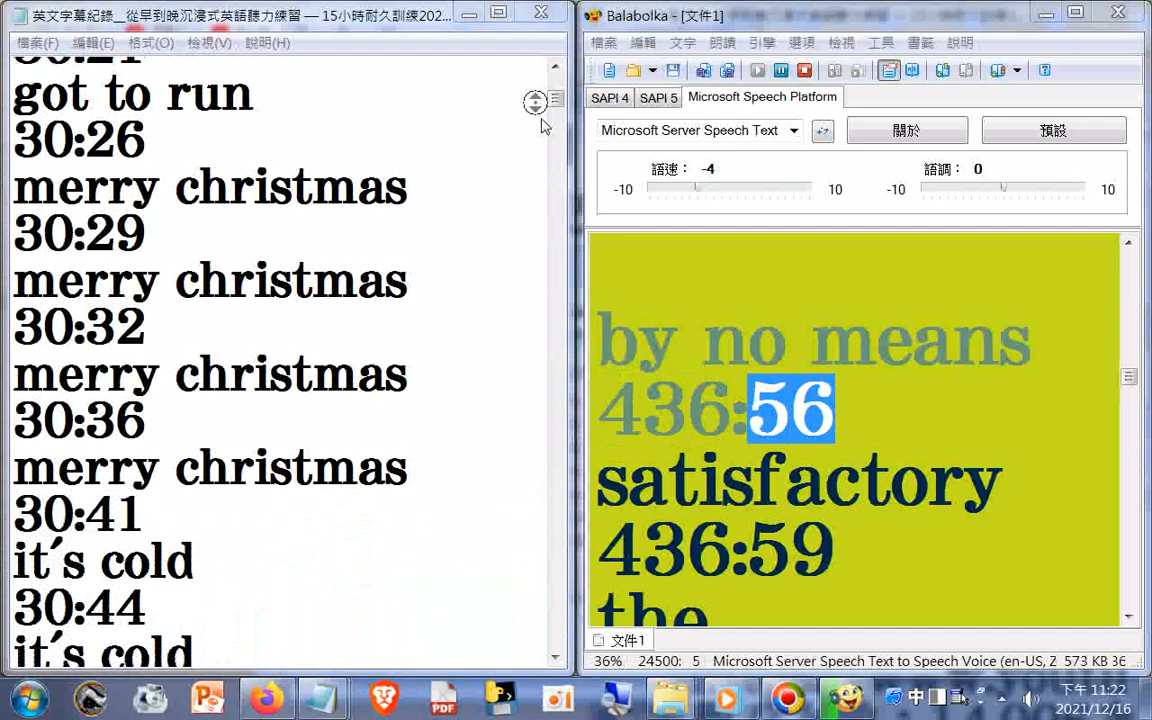 英文字幕紀錄__從早到晚沉浸式英語聽力練習 — 15小時耐久訓練202...
檔案(F) 編輯(E) 格式(O) 檢視(V) 說明(H)
30:21
got to run
30:26
merry christmas
30:29
merry christmas
30:32
merry christmas
30:36
merry christmas
30:41
it's cold
30:44
it's cold
Balabolka - [文件1]
檔案 編輯 文字 朗讀 引擎 選項 檢視 工具 書籤 說明
SAPI 4 SAPI 5 Microsoft Speech Platform
Microsoft Server Speech Text 關於 預設
語速： -4 語調： 0
-10 10 -10 10
by no means
436:56
satisfactory
436:59
the
文件1
36% 24500: 5 Microsoft Server Speech Text to Speech Voice (en-US, Z 573 KB 36
PDF 中 下午 11:22
2021/12/16